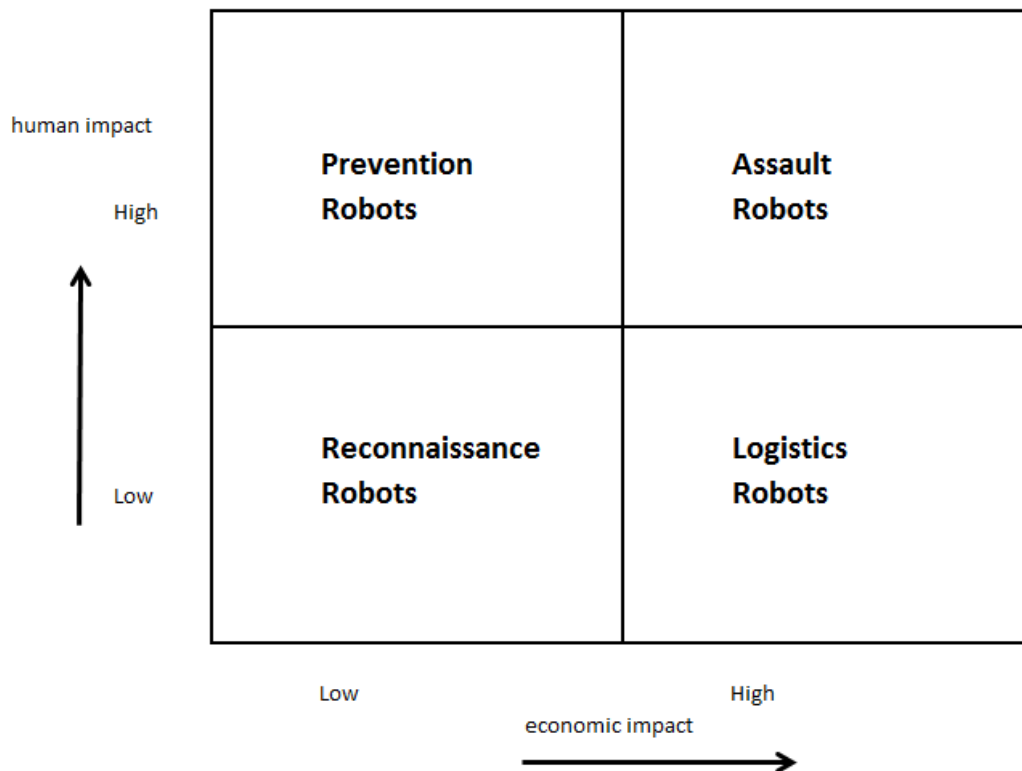 human impact
Prevention
Robots
Assault
Robots
High
Reconnaissance
Robots
Logistics
Robots
Low
Low
High
economic impact